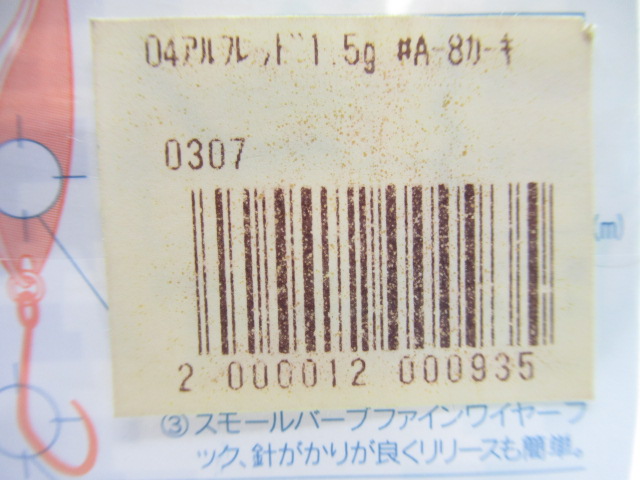 04ｱﾙﾌﾚｯﾄﾞ1.5g #A-8ｶｰｷ
0307
(m)
2 000012 000935
③スモールバーブファインワイヤーフ
ック、針がかりが良くリリースも簡単。